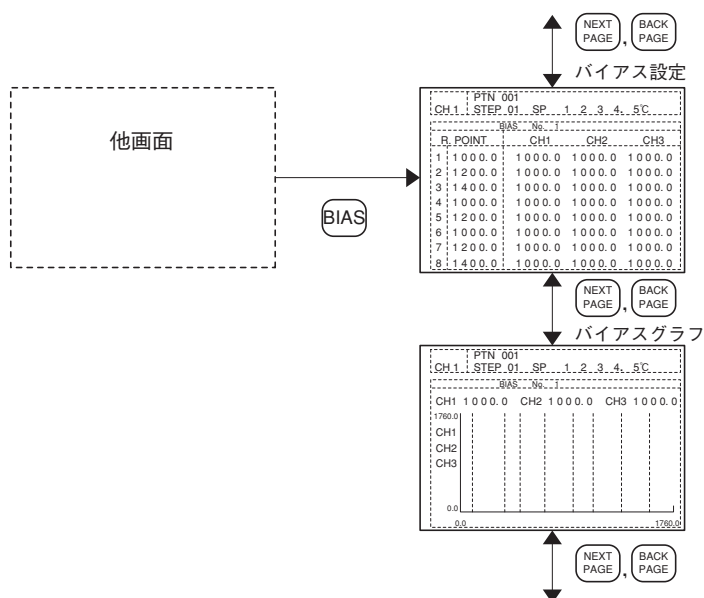 NEXT PAGE , BACK PAGE
バイアス設定
PTN 001
CH 1 STEP 01 SP 1 2 3 4. 5℃
BIAS No. 1
R. POINT CH1 CH2 CH3
1 1000.0 1000.0 1000.0 1000.0
2 1200.0 1000.0 1000.0 1000.0
3 1400.0 1000.0 1000.0 1000.0
4 1000.0 1000.0 1000.0 1000.0
5 1200.0 1000.0 1000.0 1000.0
6 1000.0 1000.0 1000.0 1000.0
7 1200.0 1000.0 1000.0 1000.0
8 1400.0 1000.0 1000.0 1000.0
他画面
BIAS
NEXT PAGE , BACK PAGE
バイアスグラフ
PTN 001
CH 1 STEP 01 SP 1 2 3 4. 5℃
BIAS No. 1
CH1 1000.0 CH2 1000.0 CH3 1000.0
1760.0
CH1
CH2
CH3
0.0
0.0 1760.0
NEXT PAGE , BACK PAGE